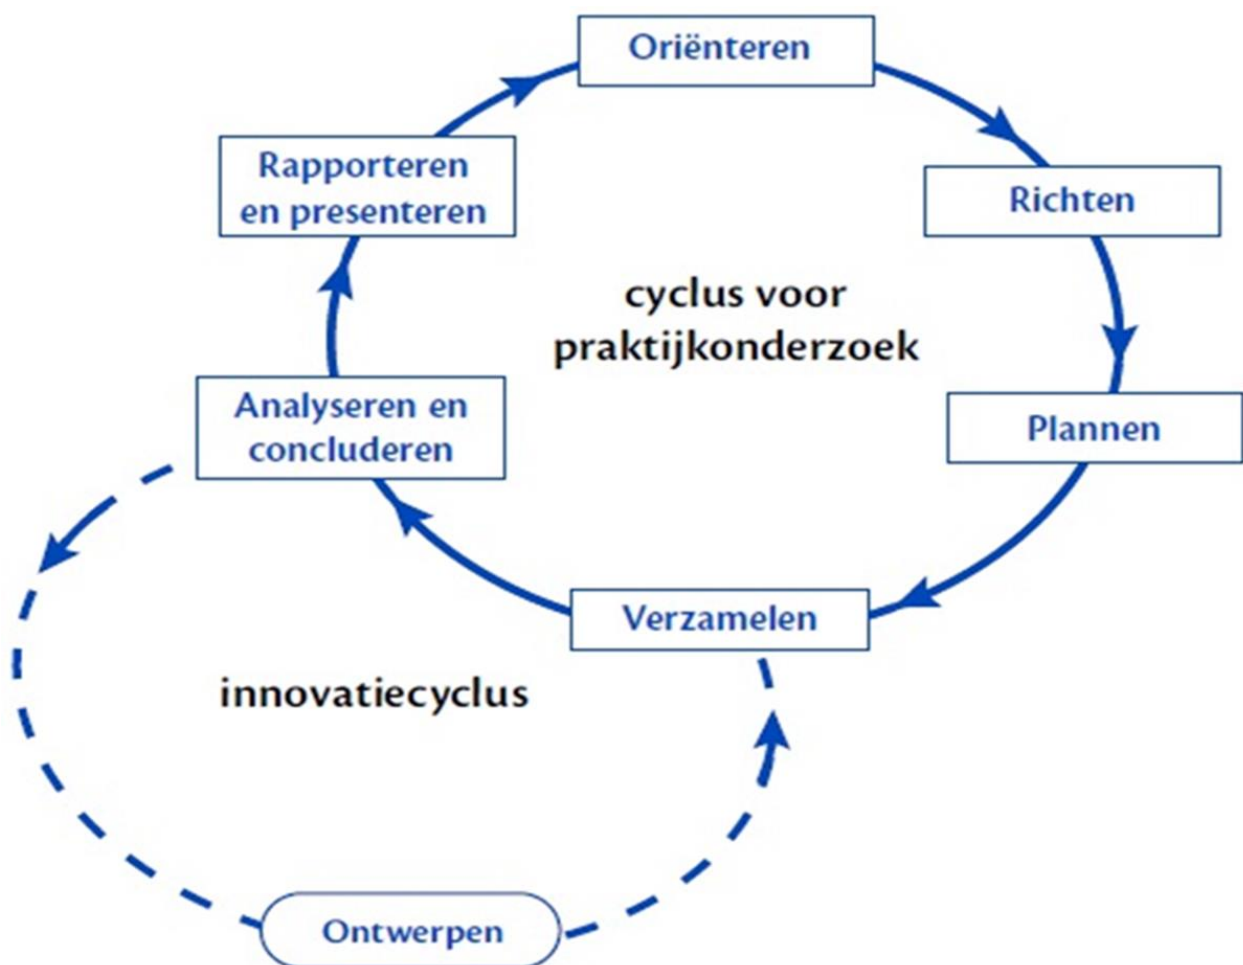 Oriënteren
Richten
Plannen
Verzamelen
Analyseren en
concluderen
Rapporteren
en presenteren
cyclus voor
praktijkonderzoek
innovatiecyclus
Ontwerpen